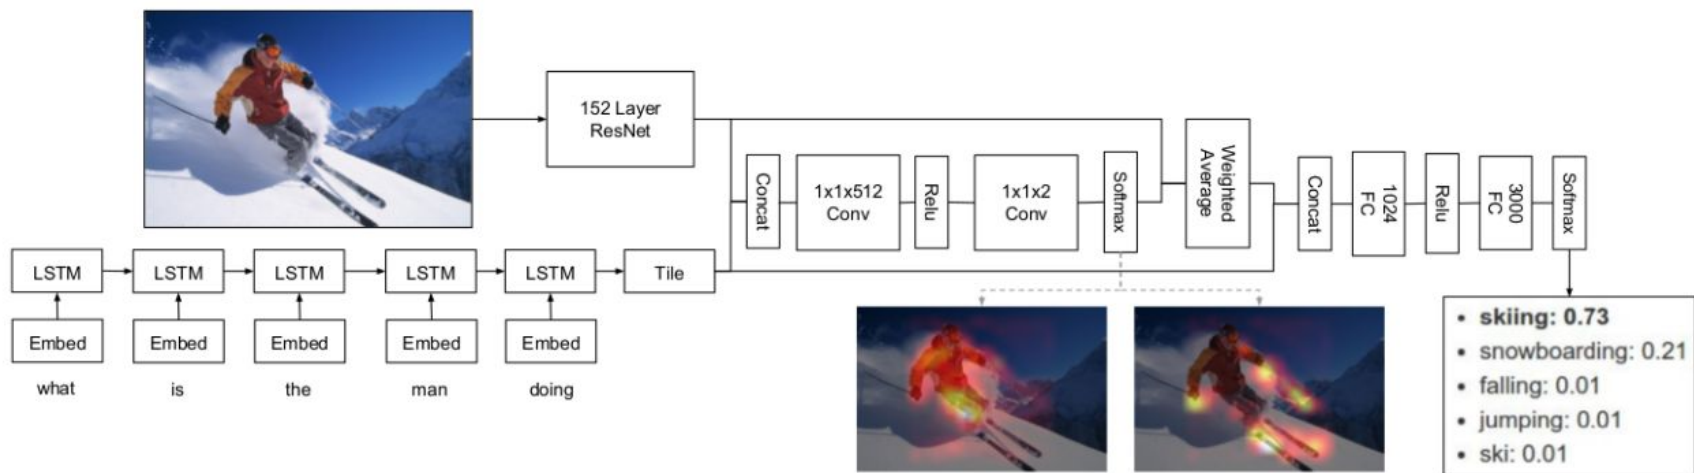 152 Layer
ResNet
Concat
1x1x512
Conv
Relu
1x1x2
Conv
Softmax
Weighted
Average
Concat
1024
FC
Relu
3000
FC
Softmax
LSTM
LSTM
LSTM
LSTM
LSTM
Tile
Embed
Embed
Embed
Embed
Embed
what
is
the
man
doing
• skiing: 0.73
• snowboarding: 0.21
• falling: 0.01
• jumping: 0.01
• ski: 0.01